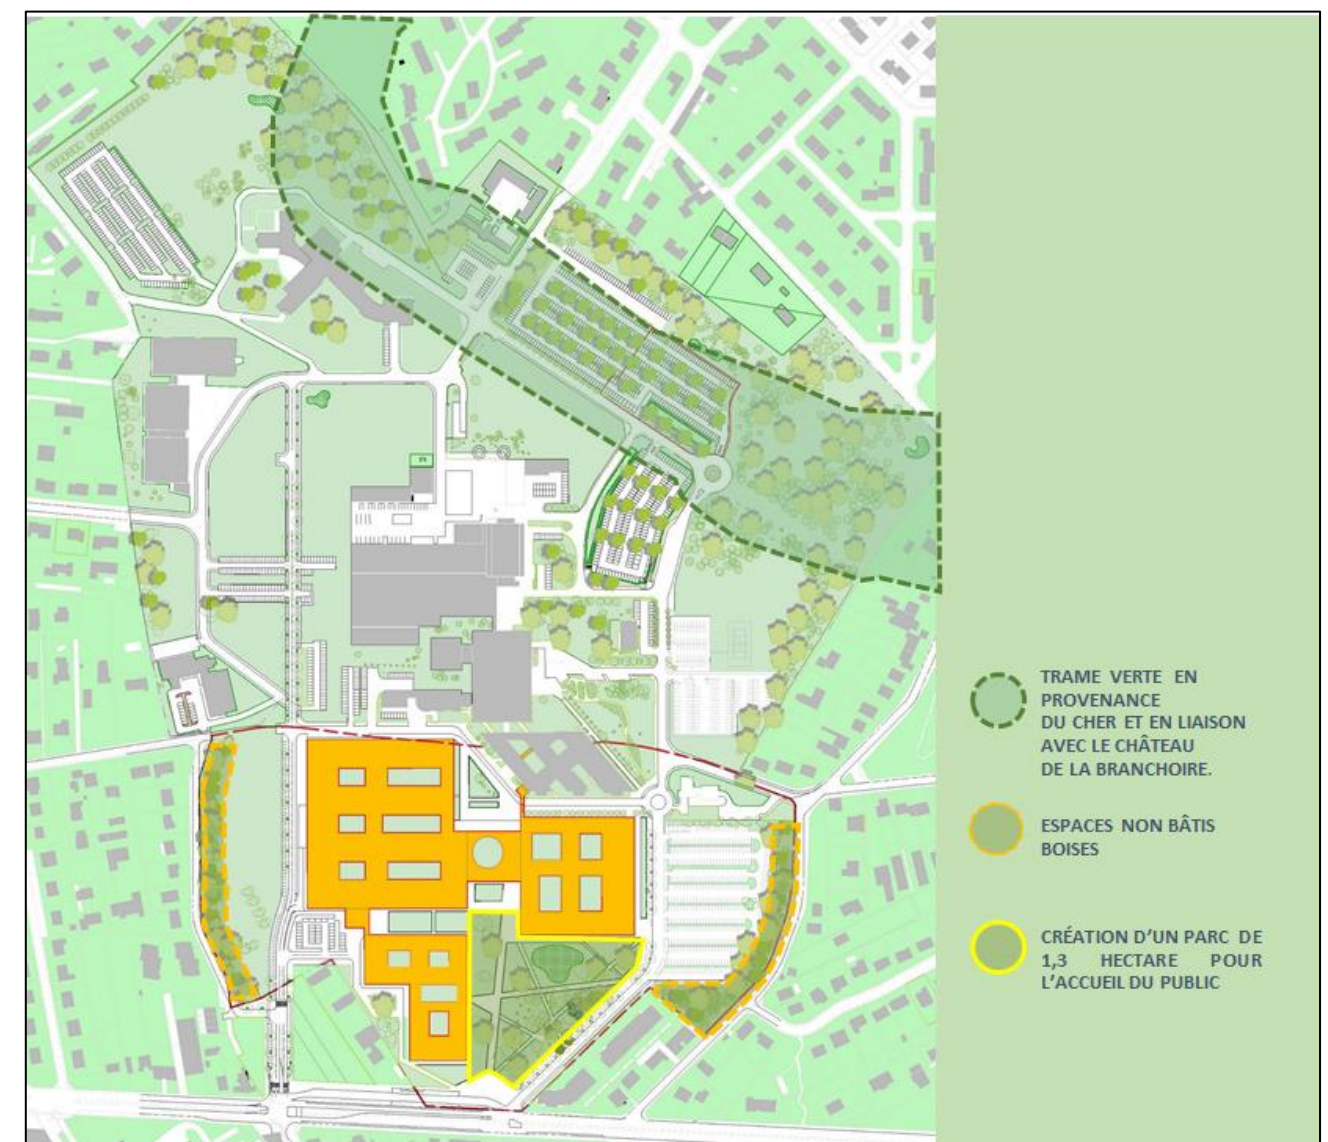 TRAME VERTE EN
PROVENANCE
DU CHER ET EN LIAISON
AVEC LE CHÂTEAU
DE LA BRANCHOIRE.
ESPACES NON BÂTIS
BOISES
CRÉATION D'UN PARC DE
1,3 HECTARE POUR
L'ACCUEIL DU PUBLIC